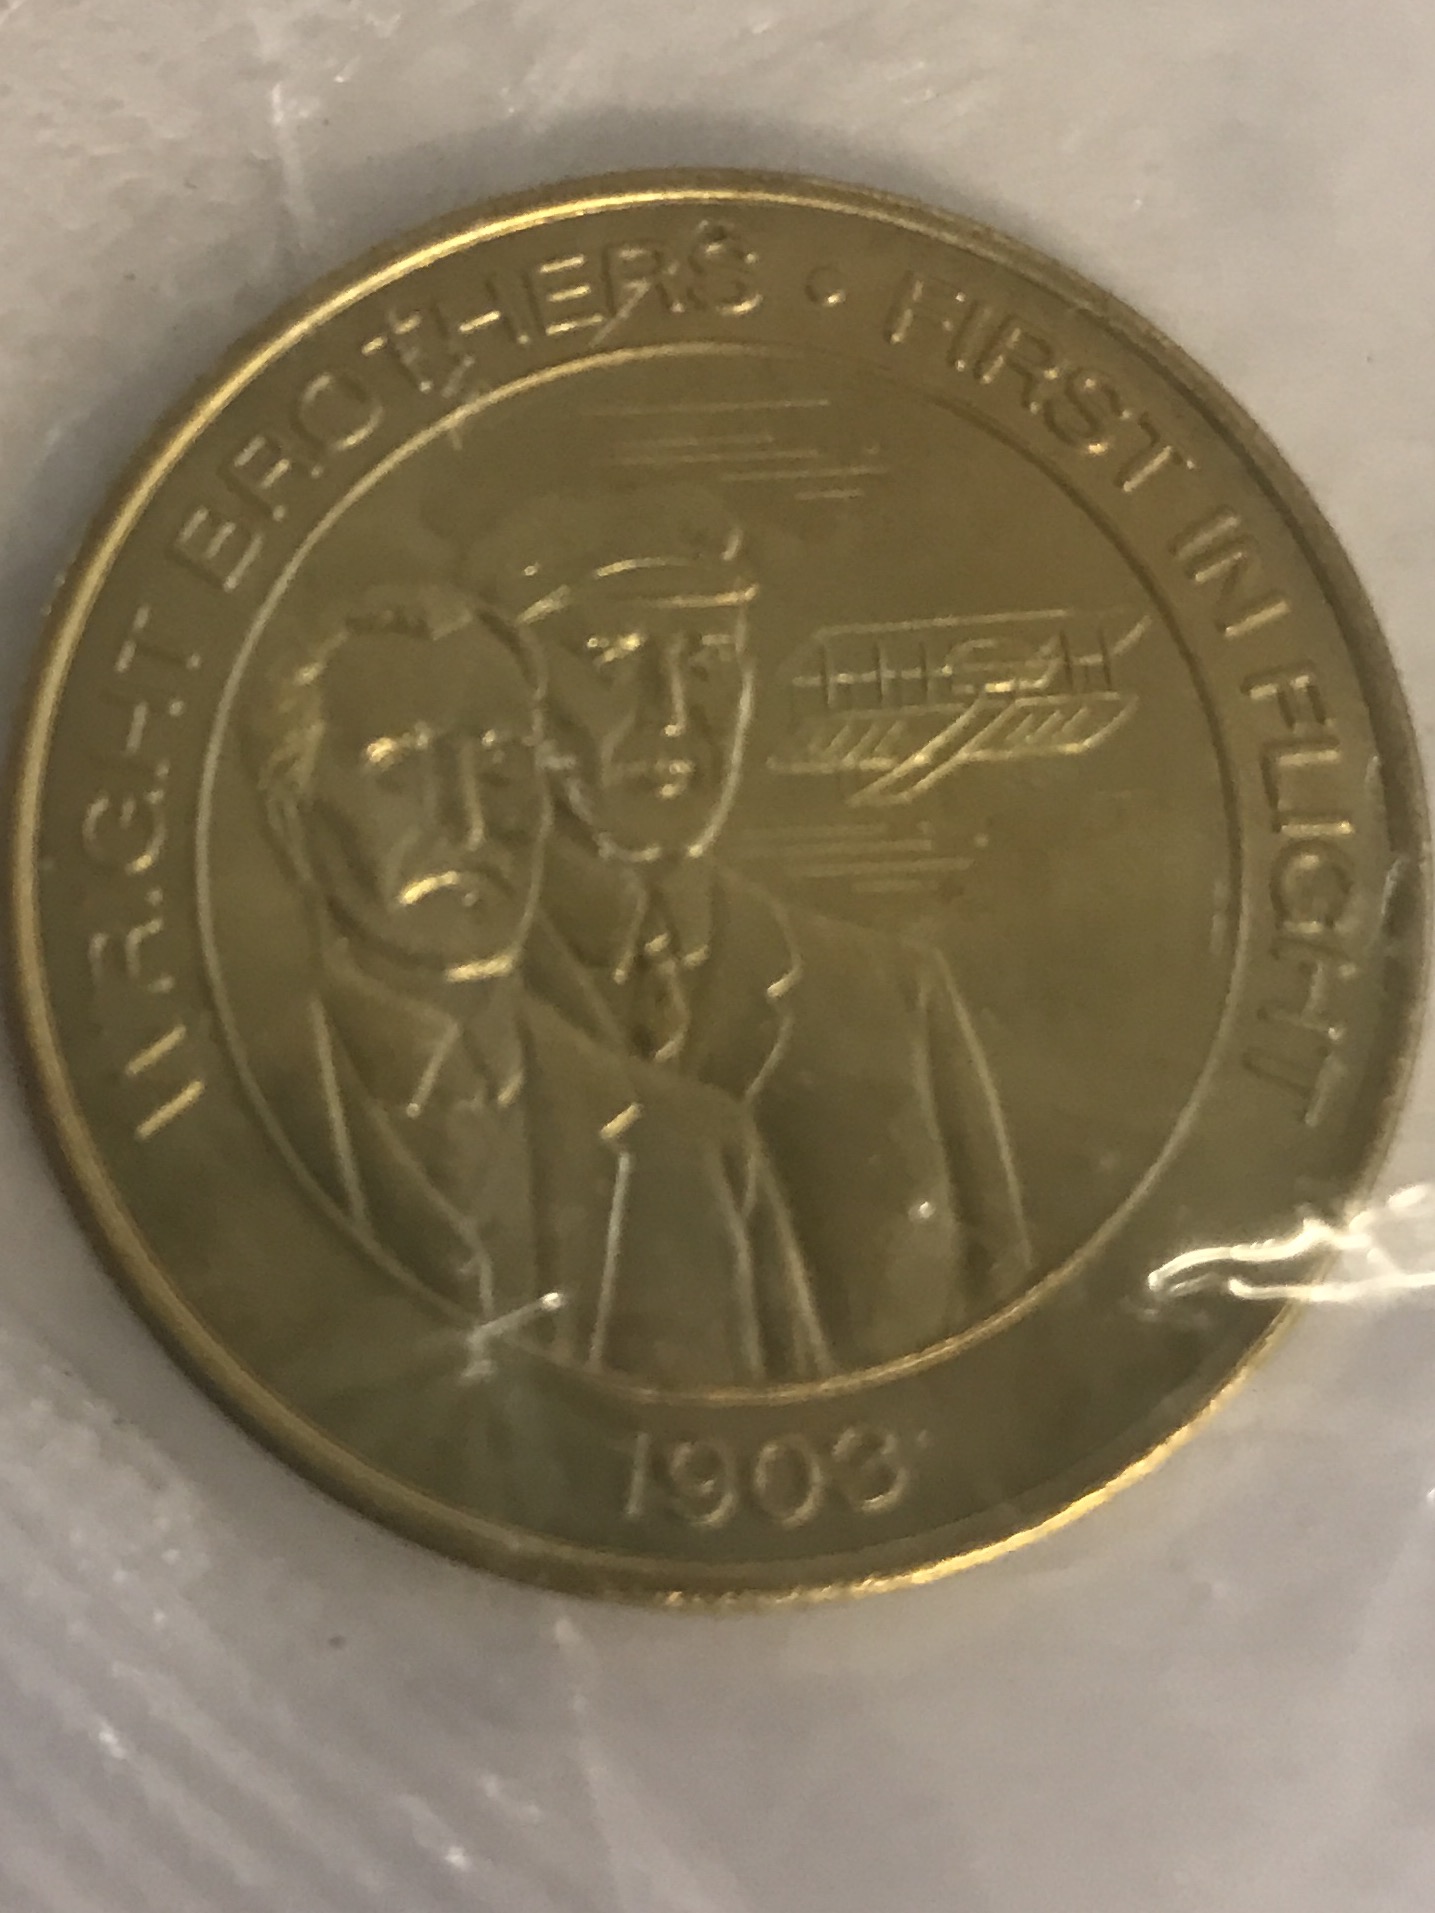 WRIGHT BROTHERS • FIRST IN FLIGHT
1903